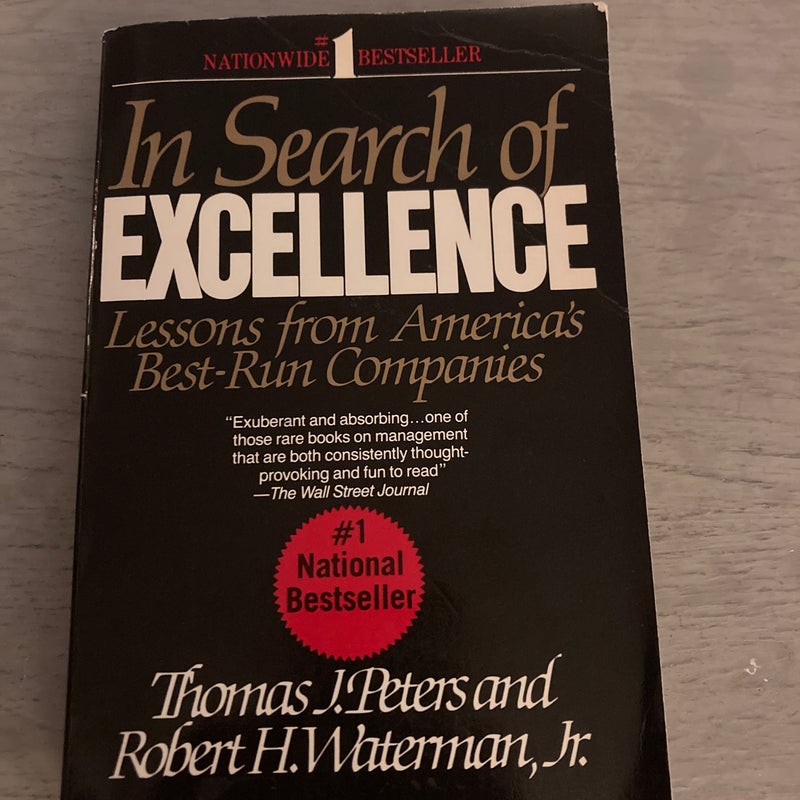 NATIONWIDE #1 BESTSELLER
In Search of
EXCELLENCE
Lessons from America's
Best-Run Companies
"Exuberant and absorbing...one of
those rare books on management
that are both consistently thought-
provoking and fun to read"
—The Wall Street Journal
#1
National
Bestseller
Thomas J. Peters and
Robert H. Waterman, Jr.